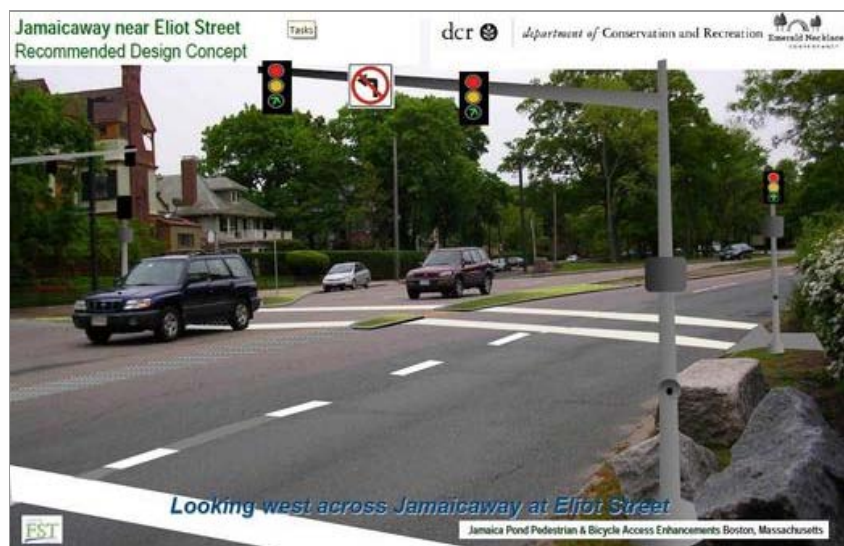 Jamaicaway near Eliot Street
Recommended Design Concept
Tasks
dcr
department of Conservation and Recreation
Emerald Necklace
CONSERVANCY
Looking west across Jamaicaway at Eliot Street
FST
Jamaica Pond Pedestrian & Bicycle Access Enhancements Boston, Massachusetts